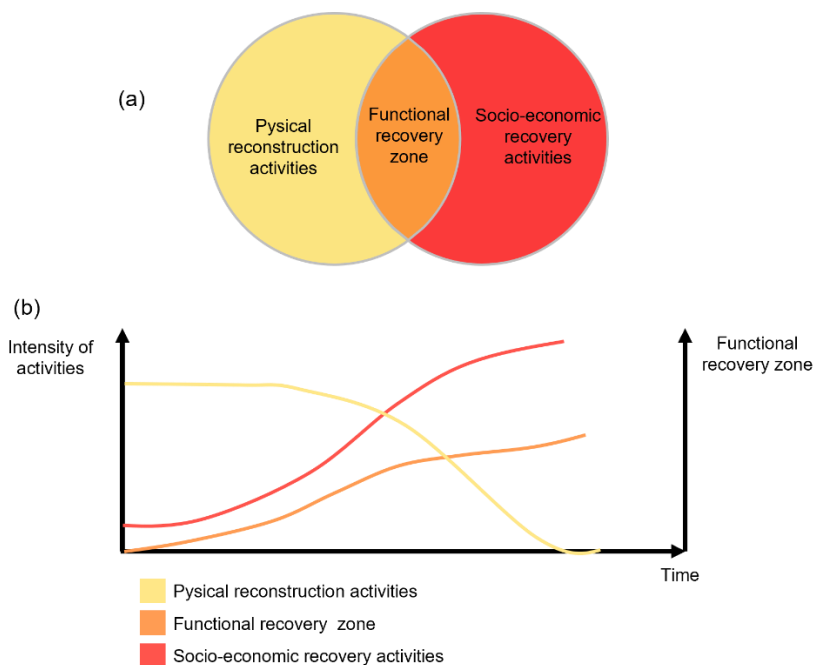 (a)
Pysical
reconstruction
activities
Functional
recovery
zone
Socio-economic
recovery
activities
(b)
Intensity of
activities
Functional
recovery zone
Time
Pysical reconstruction activities
Functional recovery zone
Socio-economic recovery activities